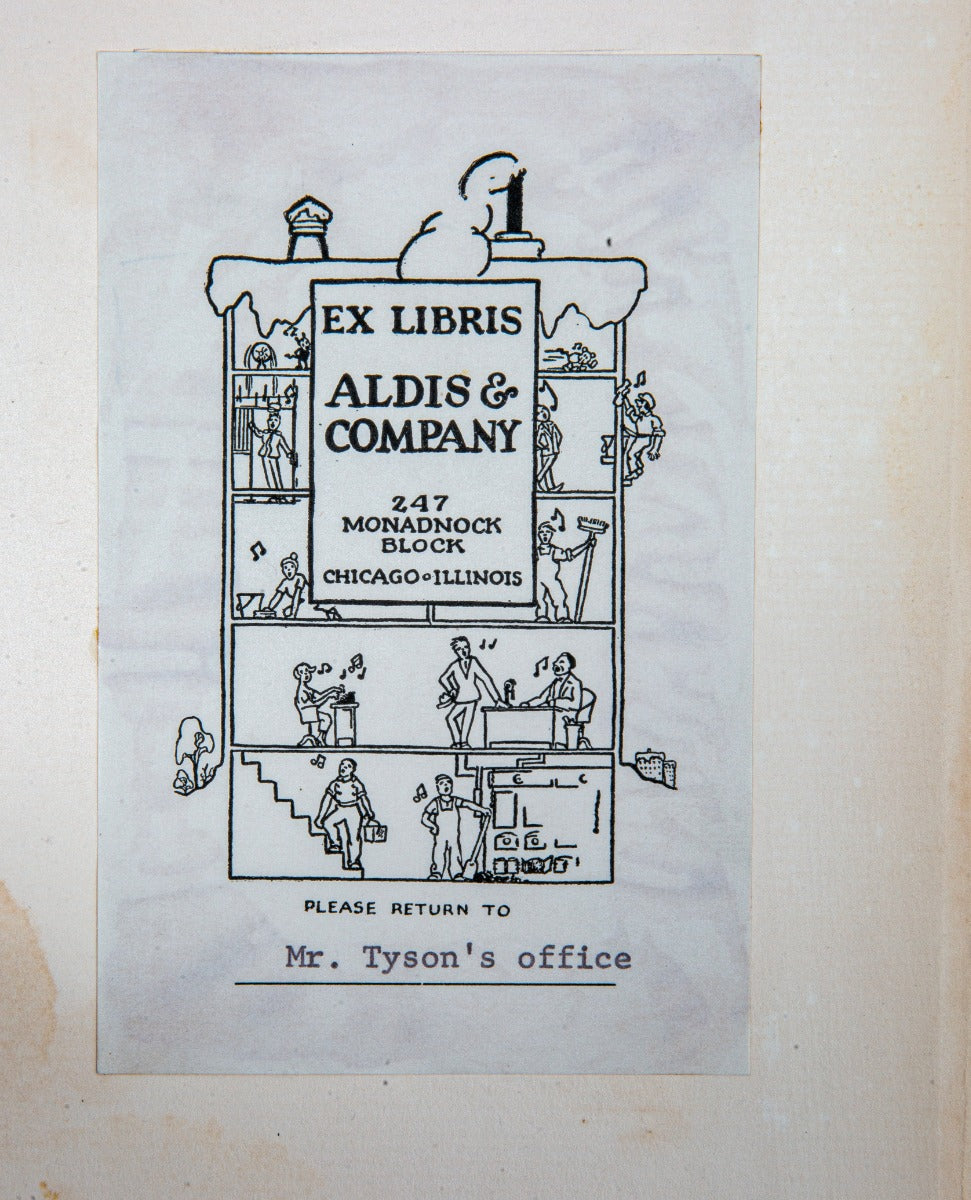 EX LIBRIS
ALDIS &
COMPANY
247
MONADNOCK
BLOCK
CHICAGO∘ILLINOIS
PLEASE RETURN TO
Mr. Tyson's office